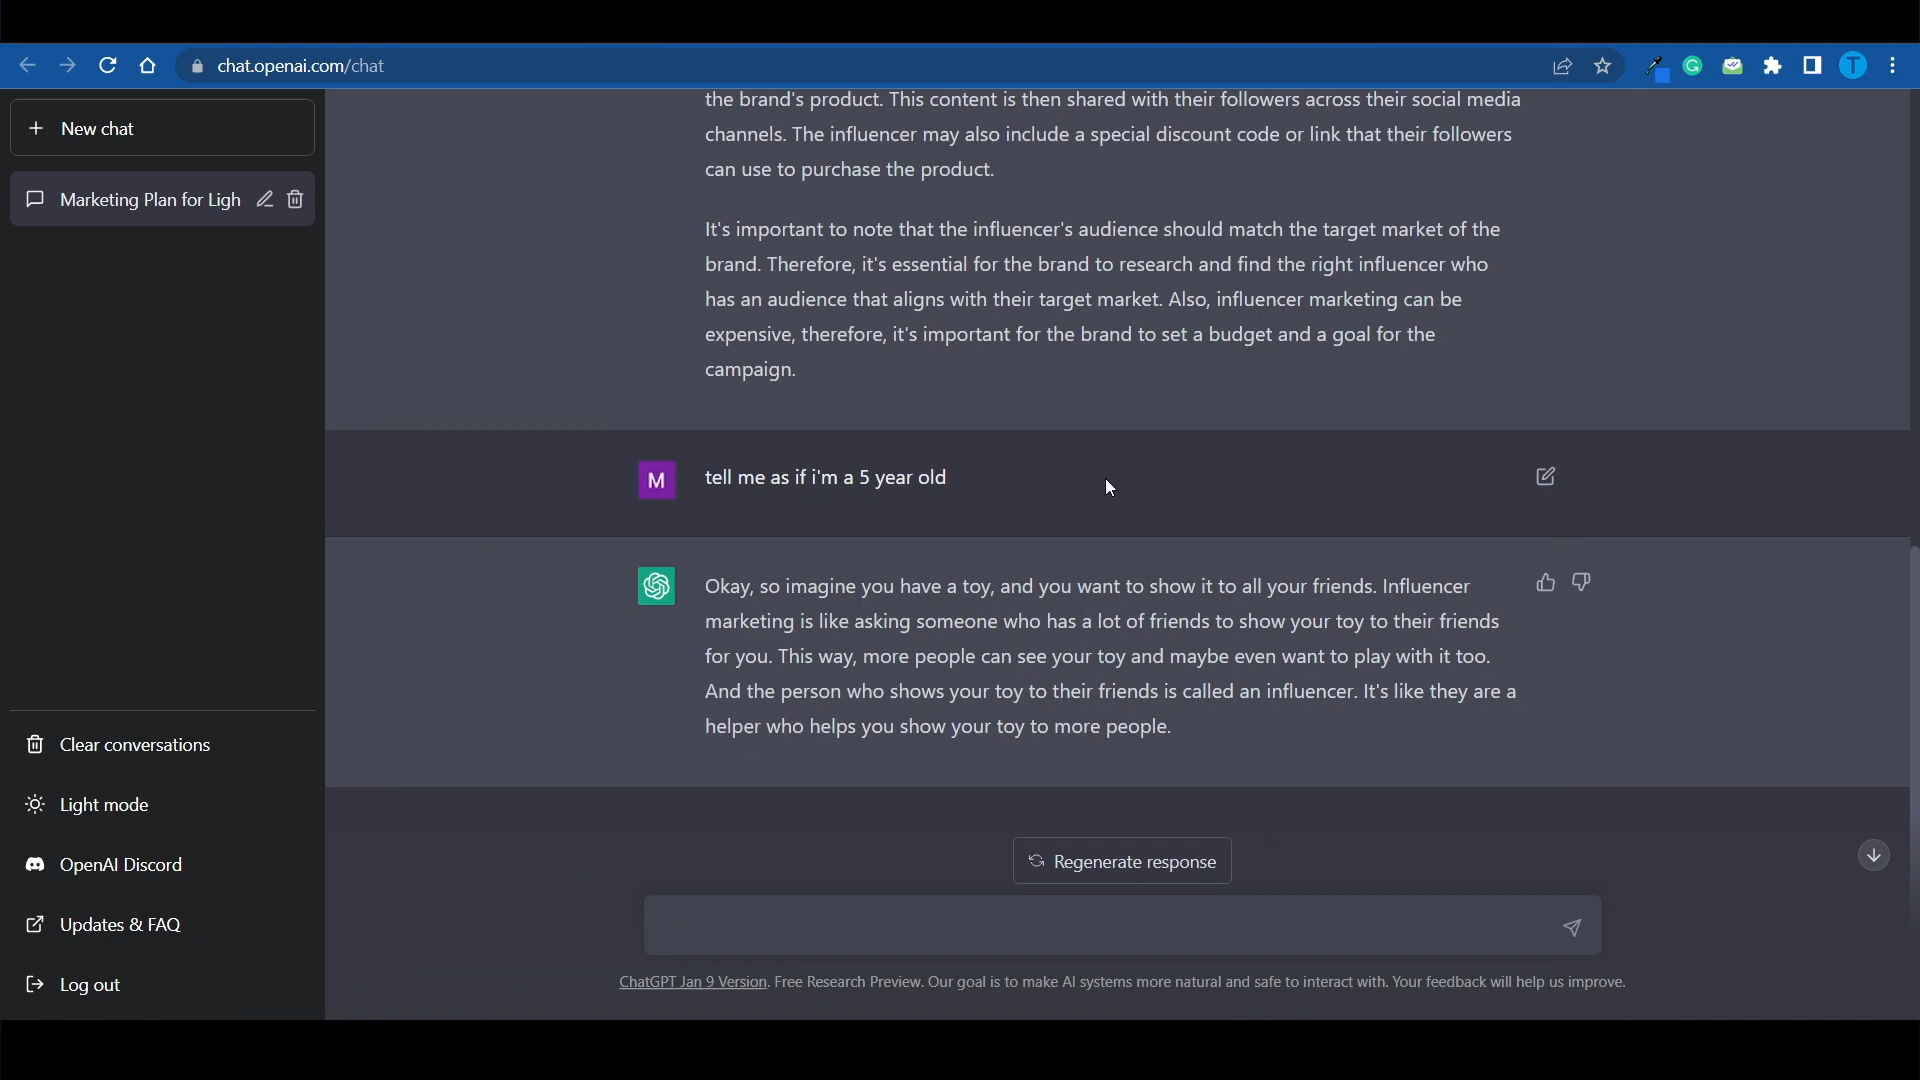 chat.openai.com/chat
T
New chat
Marketing Plan for Ligh
the brand's product. This content is then shared with their followers across their social media
channels. The influencer may also include a special discount code or link that their followers
can use to purchase the product.
It's important to note that the influencer's audience should match the target market of the
brand. Therefore, it's essential for the brand to research and find the right influencer who
has an audience that aligns with their target market. Also, influencer marketing can be
expensive, therefore, it's important for the brand to set a budget and a goal for the
campaign.
M
tell me as if i'm a 5 year old
Okay, so imagine you have a toy, and you want to show it to all your friends. Influencer
marketing is like asking someone who has a lot of friends to show your toy to their friends
for you. This way, more people can see your toy and maybe even want to play with it too.
And the person who shows your toy to their friends is called an influencer. It's like they are a
helper who helps you show your toy to more people.
Clear conversations
Light mode
OpenAI Discord
Updates & FAQ
Log out
Regenerate response
ChatGPT Jan 9 Version. Free Research Preview. Our goal is to make AI systems more natural and safe to interact with. Your feedback will help us improve.